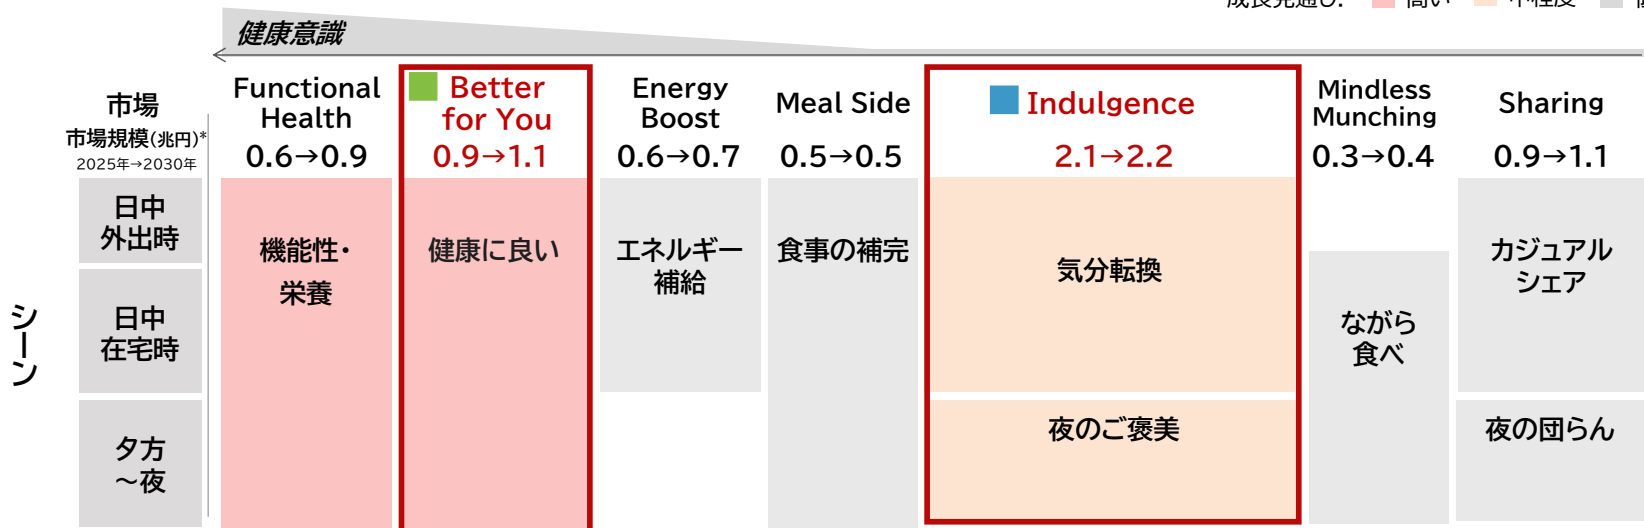 健康意識
市場
市場規模(兆円)*
2025年→2030年
Functional
Health
0.6→0.9
Better
for You
0.9→1.1
Energy
Boost
0.6→0.7
Meal Side
0.5→0.5
Indulgence
2.1→2.2
Mindless
Munching
0.3→0.4
Sharing
0.9→1.1
シーン
日中
外出時
日中
在宅時
夕方
～夜
機能性・
栄養
健康に良い
エネルギー
補給
食事の補完
気分転換
夜のご褒美
ながら
食べ
カジュアル
シェア
夜の団らん